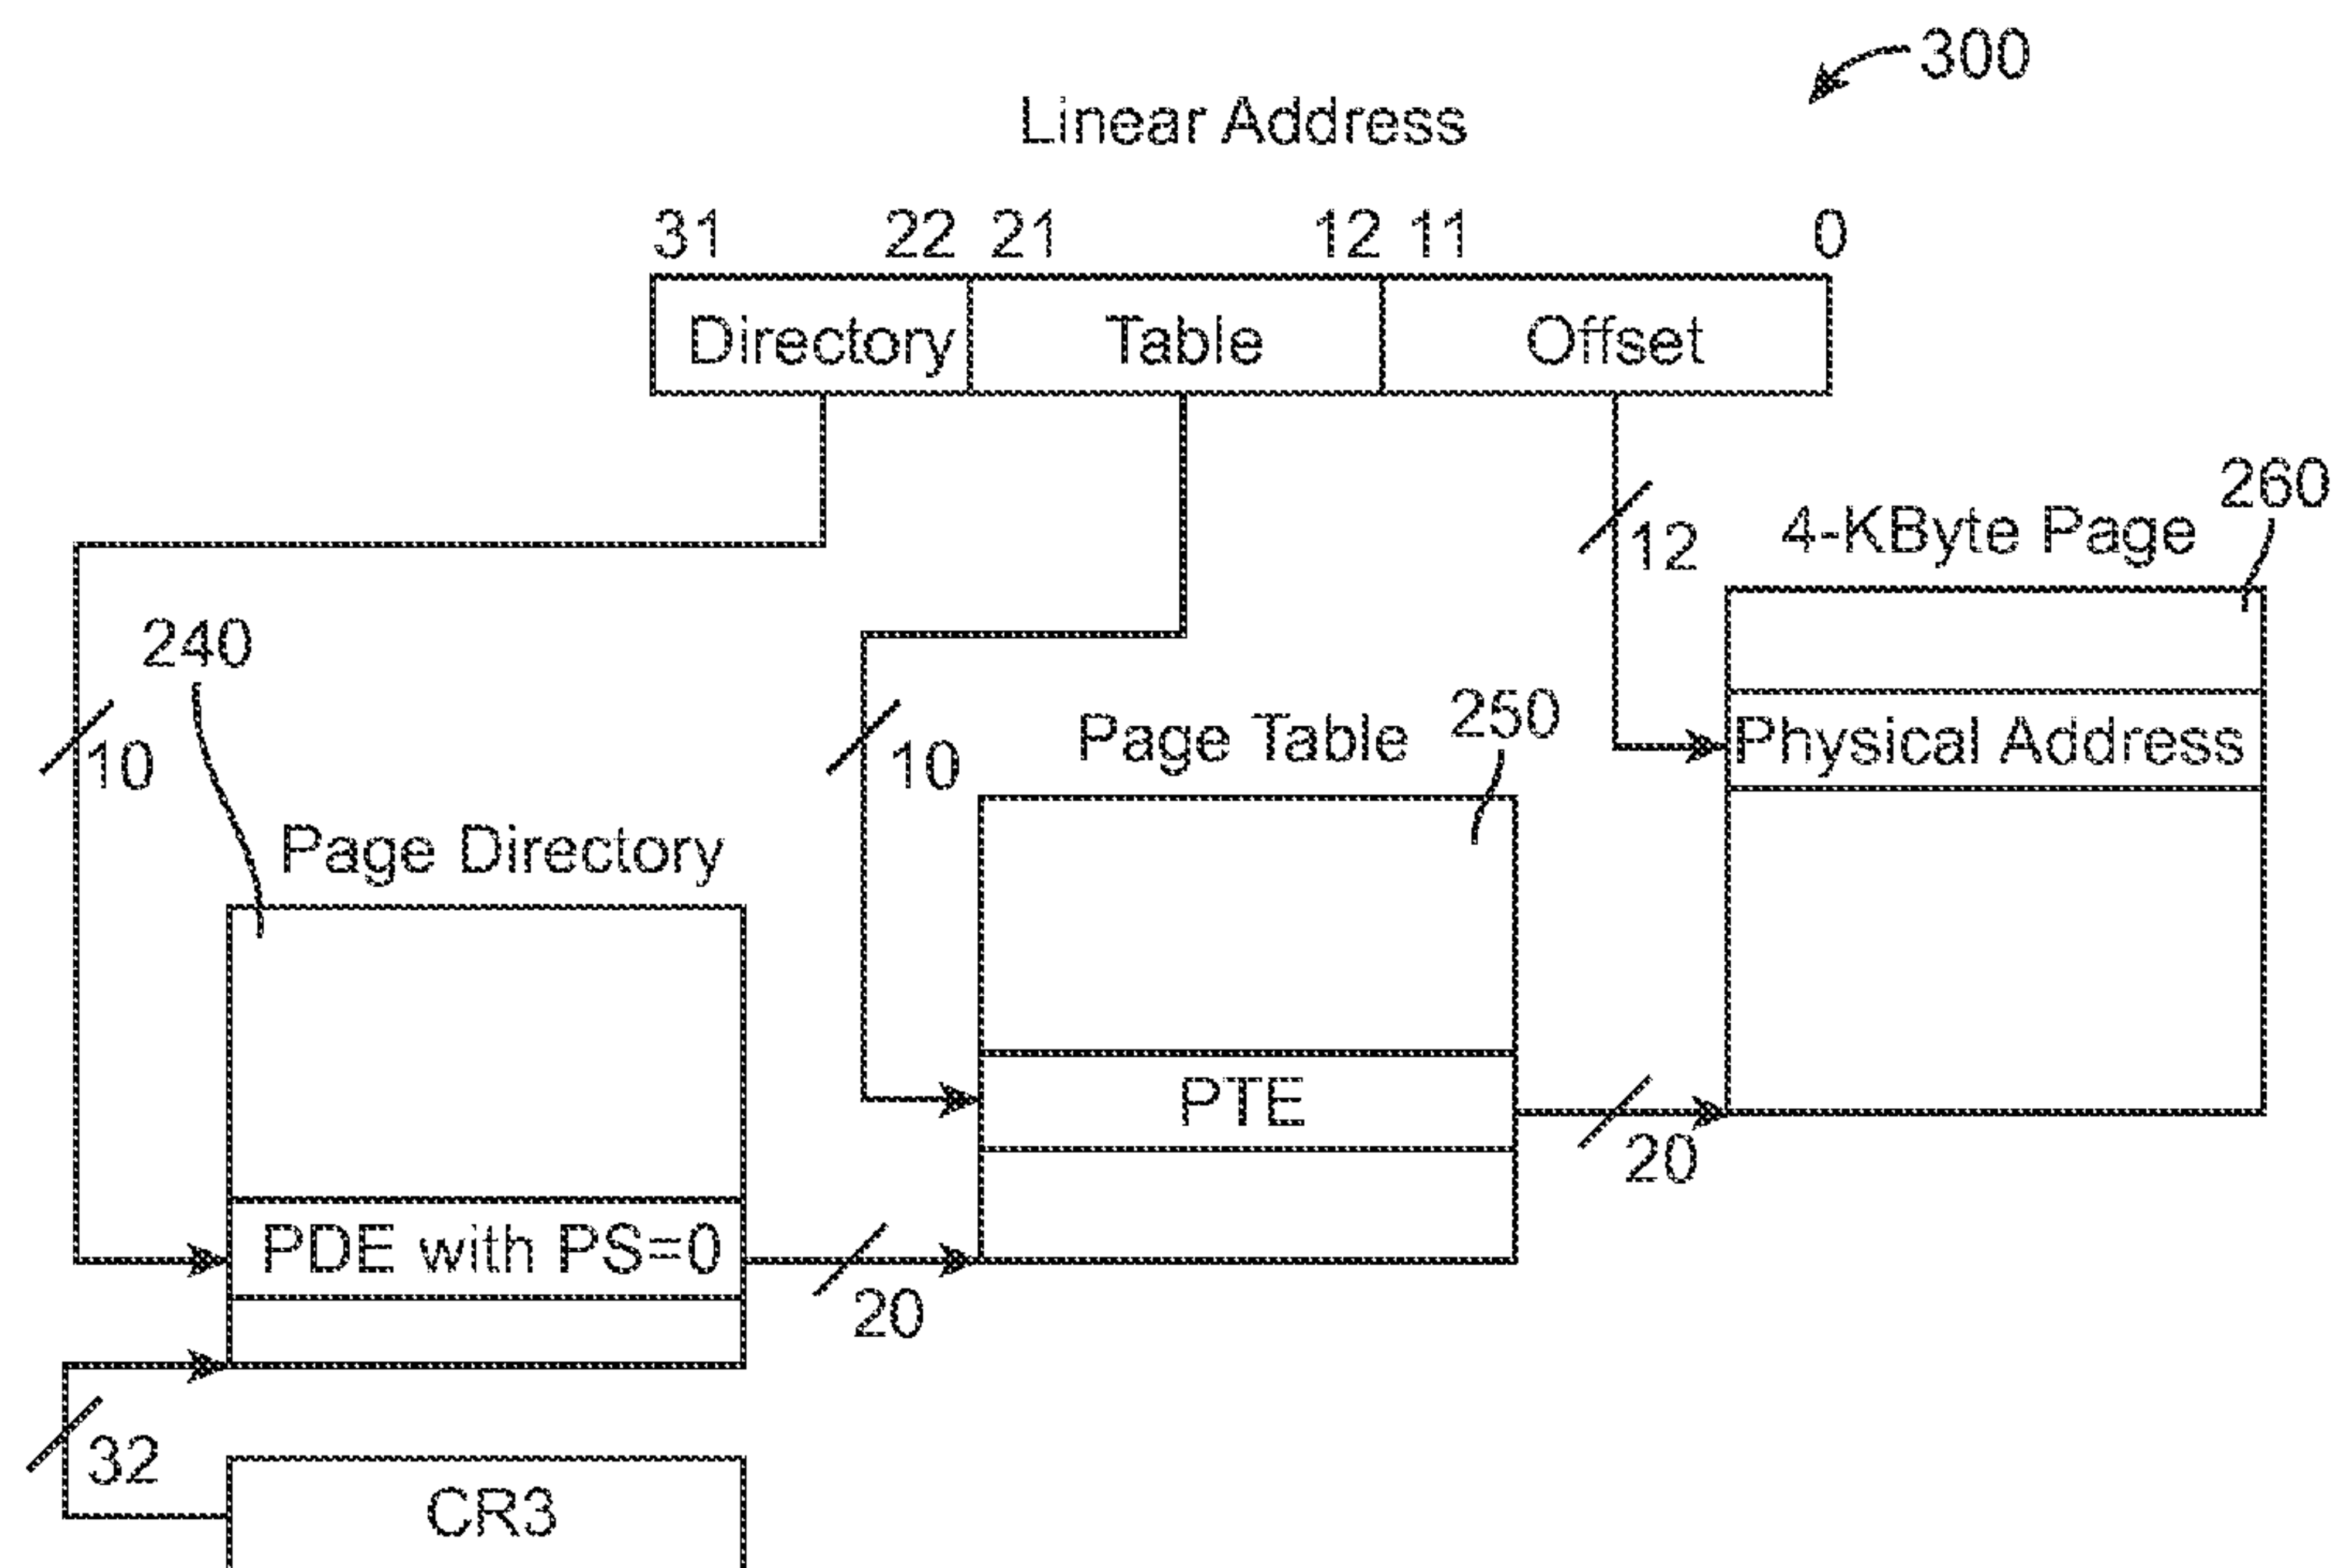 300
Linear Address
31 22 21 12 11 0
Directory Table Offset
260
12 4-KByte Page
240
250
10 10 Page Table Physical Address
Page Directory
PTE
20
PDE with PS=0
20
32
CR3